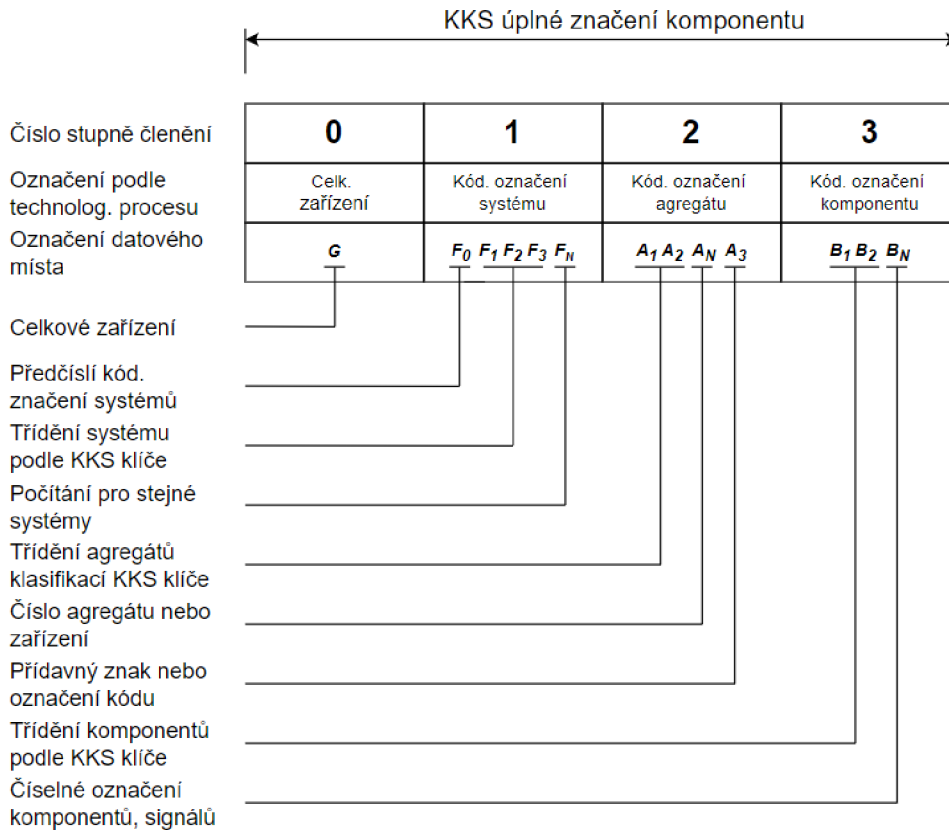 KKS úplné značení komponentu
Číslo stupně členění
0
1
2
3
Označení podle
technolog. procesu
Celk.
zařízení
Kód. označení
systému
Kód. označení
agregátu
Kód. označení
komponentu
Označení datového
místa
G
F0 F1 F2 F3 FN
A1 A2 AN A3
B1 B2 BN
Celkové zařízení
Předčíslí kód.
značení systémů
Třídění systému
podle KKS klíče
Počítání pro stejné
systémy
Třídění agregátů
klasifikací KKS klíče
Číslo agregátu nebo
zařízení
Přídavný znak nebo
označení kódu
Třídění komponentů
podle KKS klíče
Číselné označení
komponentů, signálů